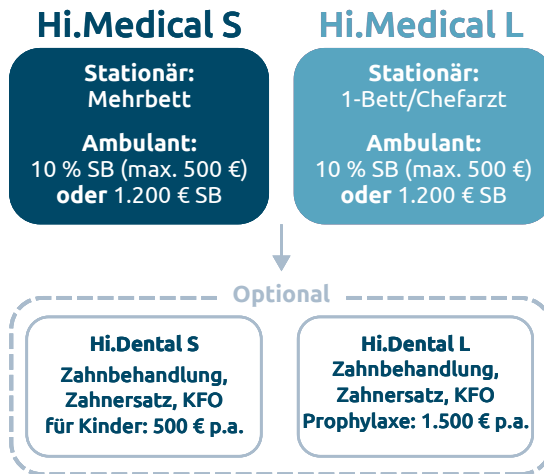 Hi.Medical S
Stationär:
Mehrbett
Ambulant:
10 % SB (max. 500 €)
oder 1.200 € SB
Hi.Medical L
Stationär:
1-Bett/Chefarzt
Ambulant:
10 % SB (max. 500 €)
oder 1.200 € SB
Optional
Hi.Dental S
Zahnbehandlung,
Zahnersatz, KFO
für Kinder: 500 € p.a.
Hi.Dental L
Zahnbehandlung,
Zahnersatz, KFO
Prophylaxe: 1.500 € p.a.